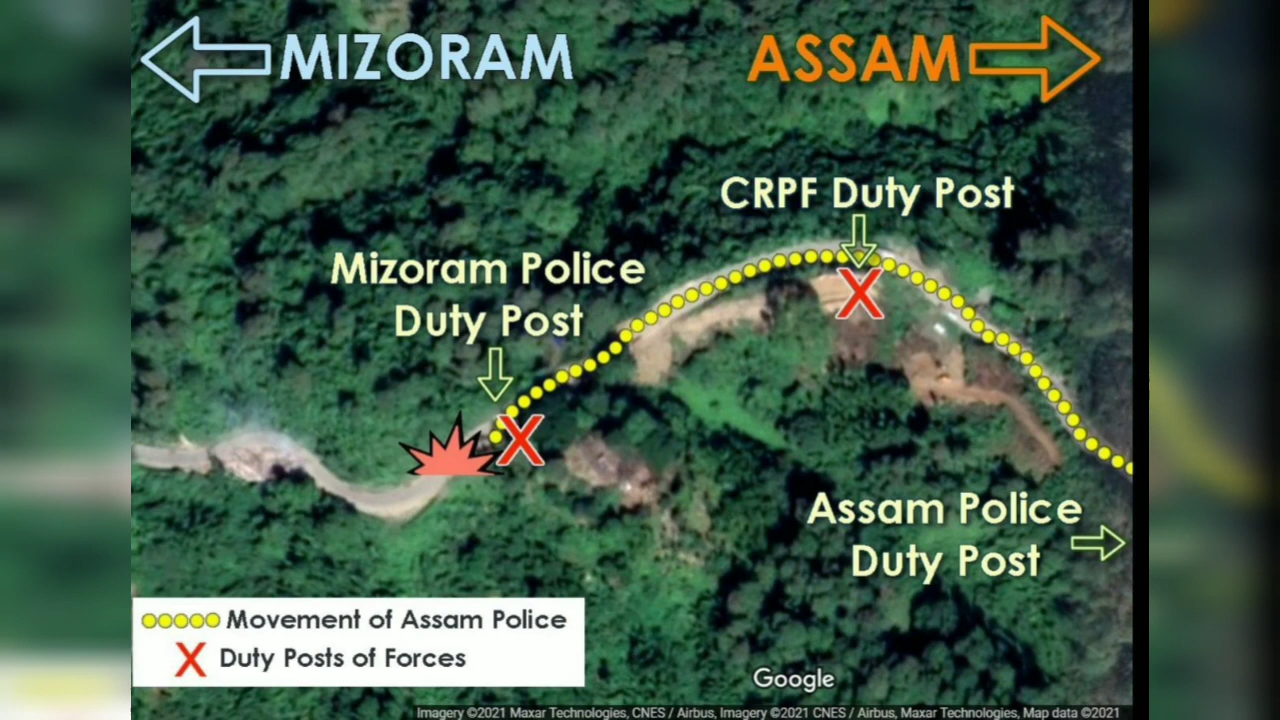 MIZORAM
ASSAM
CRPF Duty Post
Mizoram Police
Duty Post
Assam Police
Duty Post
Movement of Assam Police
Duty Posts of Forces
Google
Imagery ©2021 Maxar Technologies, CNES / Airbus, Imagery ©2021 CNES / Airbus, Maxar Technologies, Map data ©2021